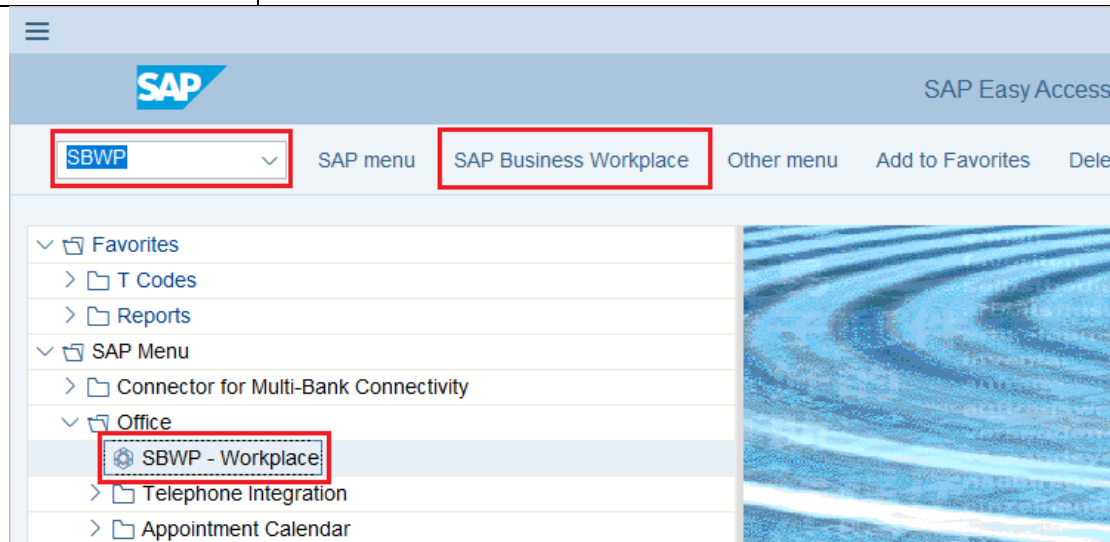 SAP
SAP Easy Access
SBWP SAP menu SAP Business Workplace Other menu Add to Favorites Dele
Favorites
T Codes
Reports
SAP Menu
Connector for Multi-Bank Connectivity
Office
SBWP - Workplace
Telephone Integration
Appointment Calendar